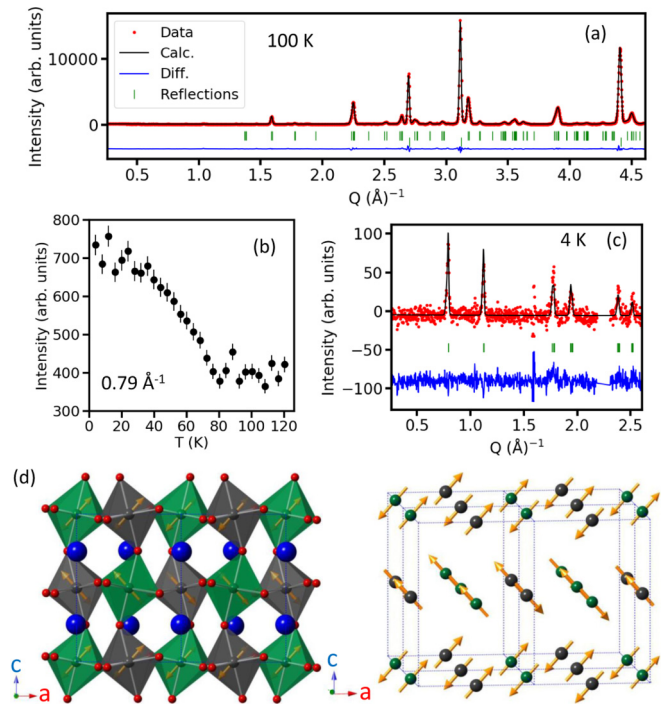 Intensity (arb. units)
10000
0
Data
Calc.
Diff.
Reflections
100 K
(a)
0.5 1.0 1.5 2.0 2.5 3.0 3.5 4.0 4.5
Q (Å)⁻¹
Intensity (arb. units)
800
700
600
500
400
300
(b)
0.79 Å⁻¹
0 20 40 60 80 100 120
T (K)
Intensity (arb. units)
100
50
0
−50
−100
4 K
(c)
0.5 1.0 1.5 2.0 2.5
Q (Å)⁻¹
(d)
c
a
c
a